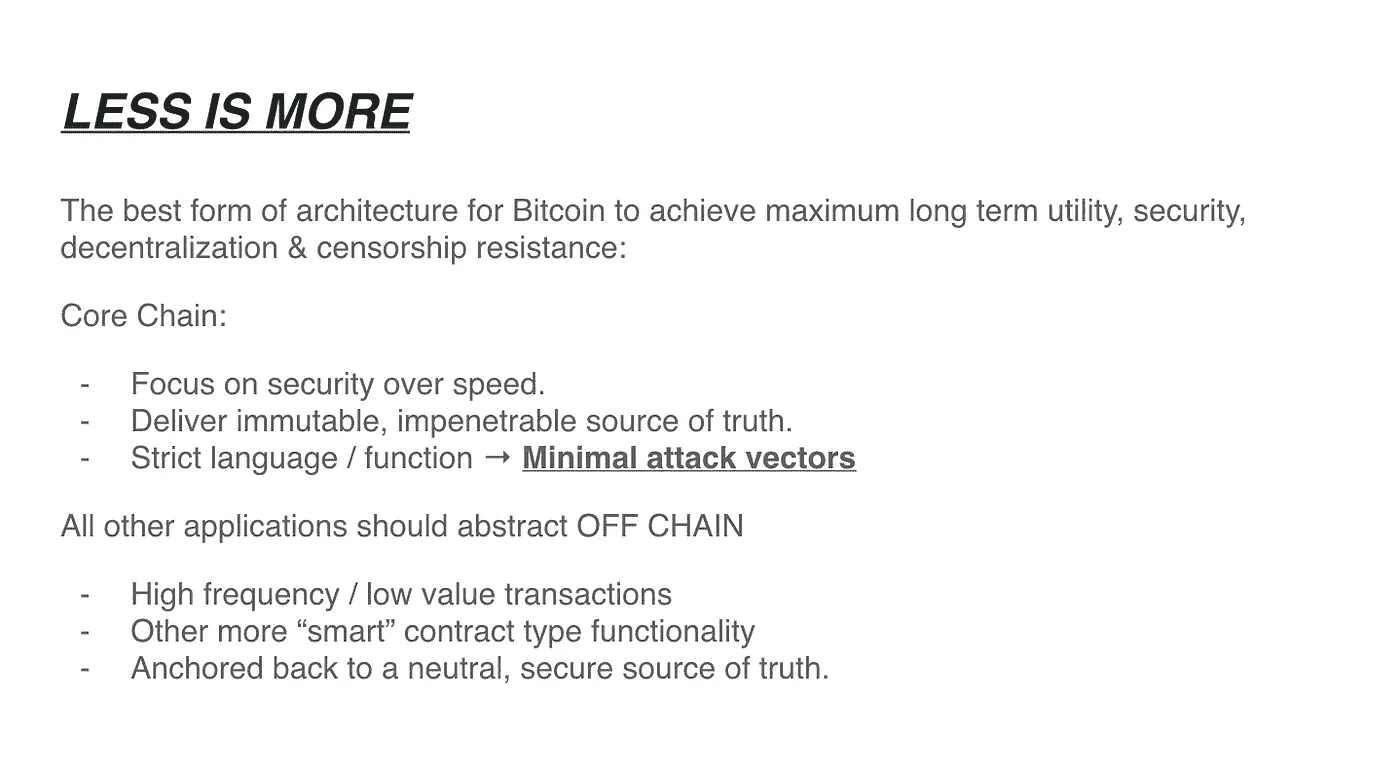 LESS IS MORE
The best form of architecture for Bitcoin to achieve maximum long term utility, security,
decentralization & censorship resistance:
Core Chain:
- Focus on security over speed.
- Deliver immutable, impenetrable source of truth.
- Strict language / function → Minimal attack vectors
All other applications should abstract OFF CHAIN
- High frequency / low value transactions
- Other more “smart” contract type functionality
- Anchored back to a neutral, secure source of truth.